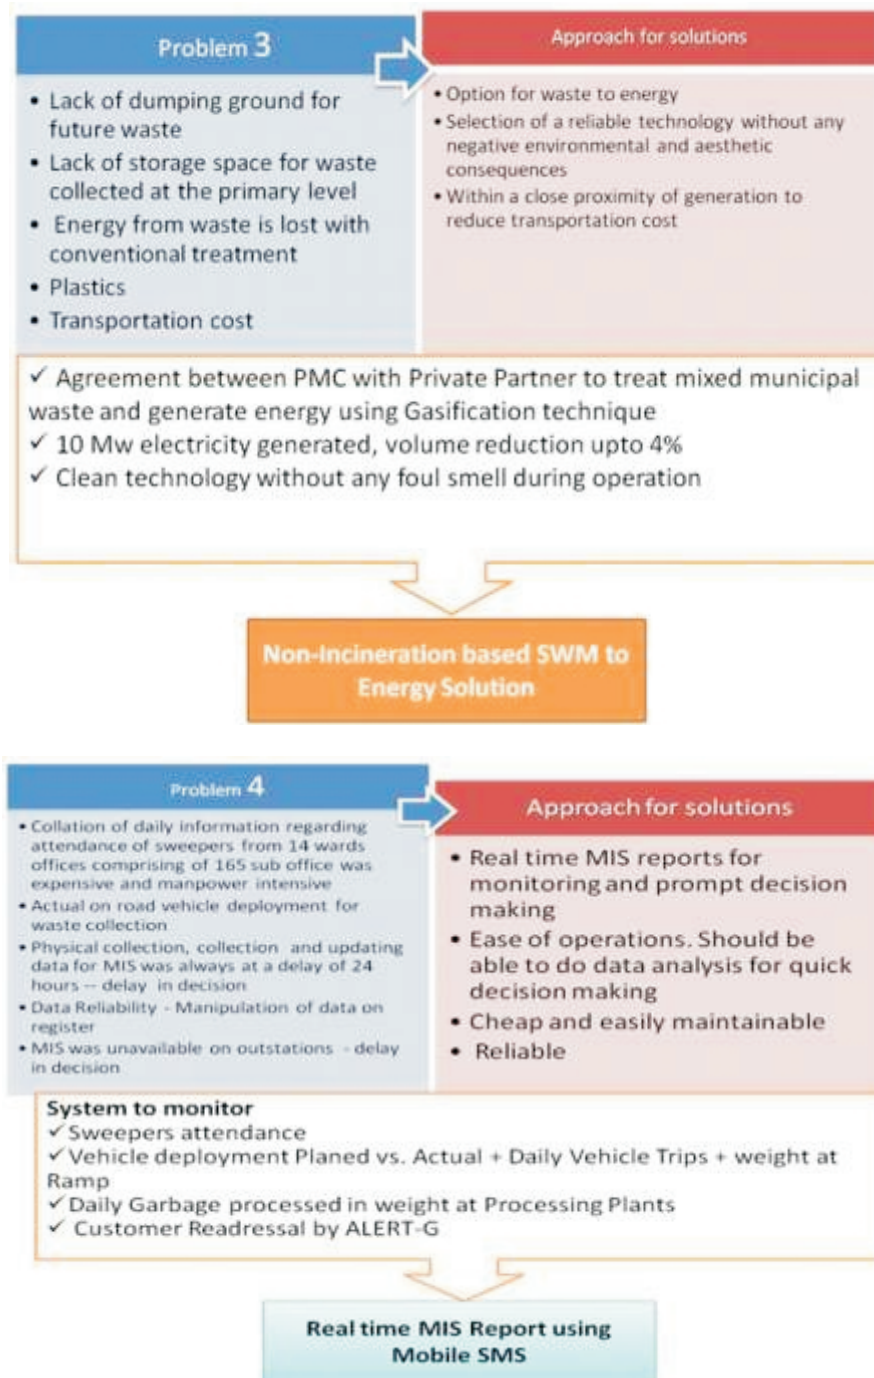 Problem 3
• Lack of dumping ground for
future waste
• Lack of storage space for waste
collected at the primary level
• Energy from waste is lost with
conventional treatment
• Plastics
• Transportation cost
Approach for solutions
• Option for waste to energy
• Selection of a reliable technology without any
negative environmental and aesthetic
consequences
• Within a close proximity of generation to
reduce transportation cost
✓ Agreement between PMC with Private Partner to treat mixed municipal
waste and generate energy using Gasification technique
✓ 10 Mw electricity generated, volume reduction upto 4%
✓ Clean technology without any foul smell during operation
Non-Incineration based SWM to
Energy Solution
Problem 4
• Collation of daily information regarding
attendance of sweepers from 14 wards
offices comprising of 165 sub office was
expensive and manpower intensive
• Actual on road vehicle deployment for
waste collection
• Physical collection, collection and updating
data for MIS was always at a delay of 24
hours -- delay in decision
• Data Reliability - Manipulation of data on
register
• MIS was unavailable on outstations - delay
in decision
Approach for solutions
• Real time MIS reports for
monitoring and prompt decision
making
• Ease of operations. Should be
able to do data analysis for quick
decision making
• Cheap and easily maintainable
• Reliable
System to monitor
✓ Sweepers attendance
✓ Vehicle deployment Planed vs. Actual + Daily Vehicle Trips + weight at
Ramp
✓ Daily Garbage processed in weight at Processing Plants
✓ Customer Readressal by ALERT-G
Real time MIS Report using
Mobile SMS